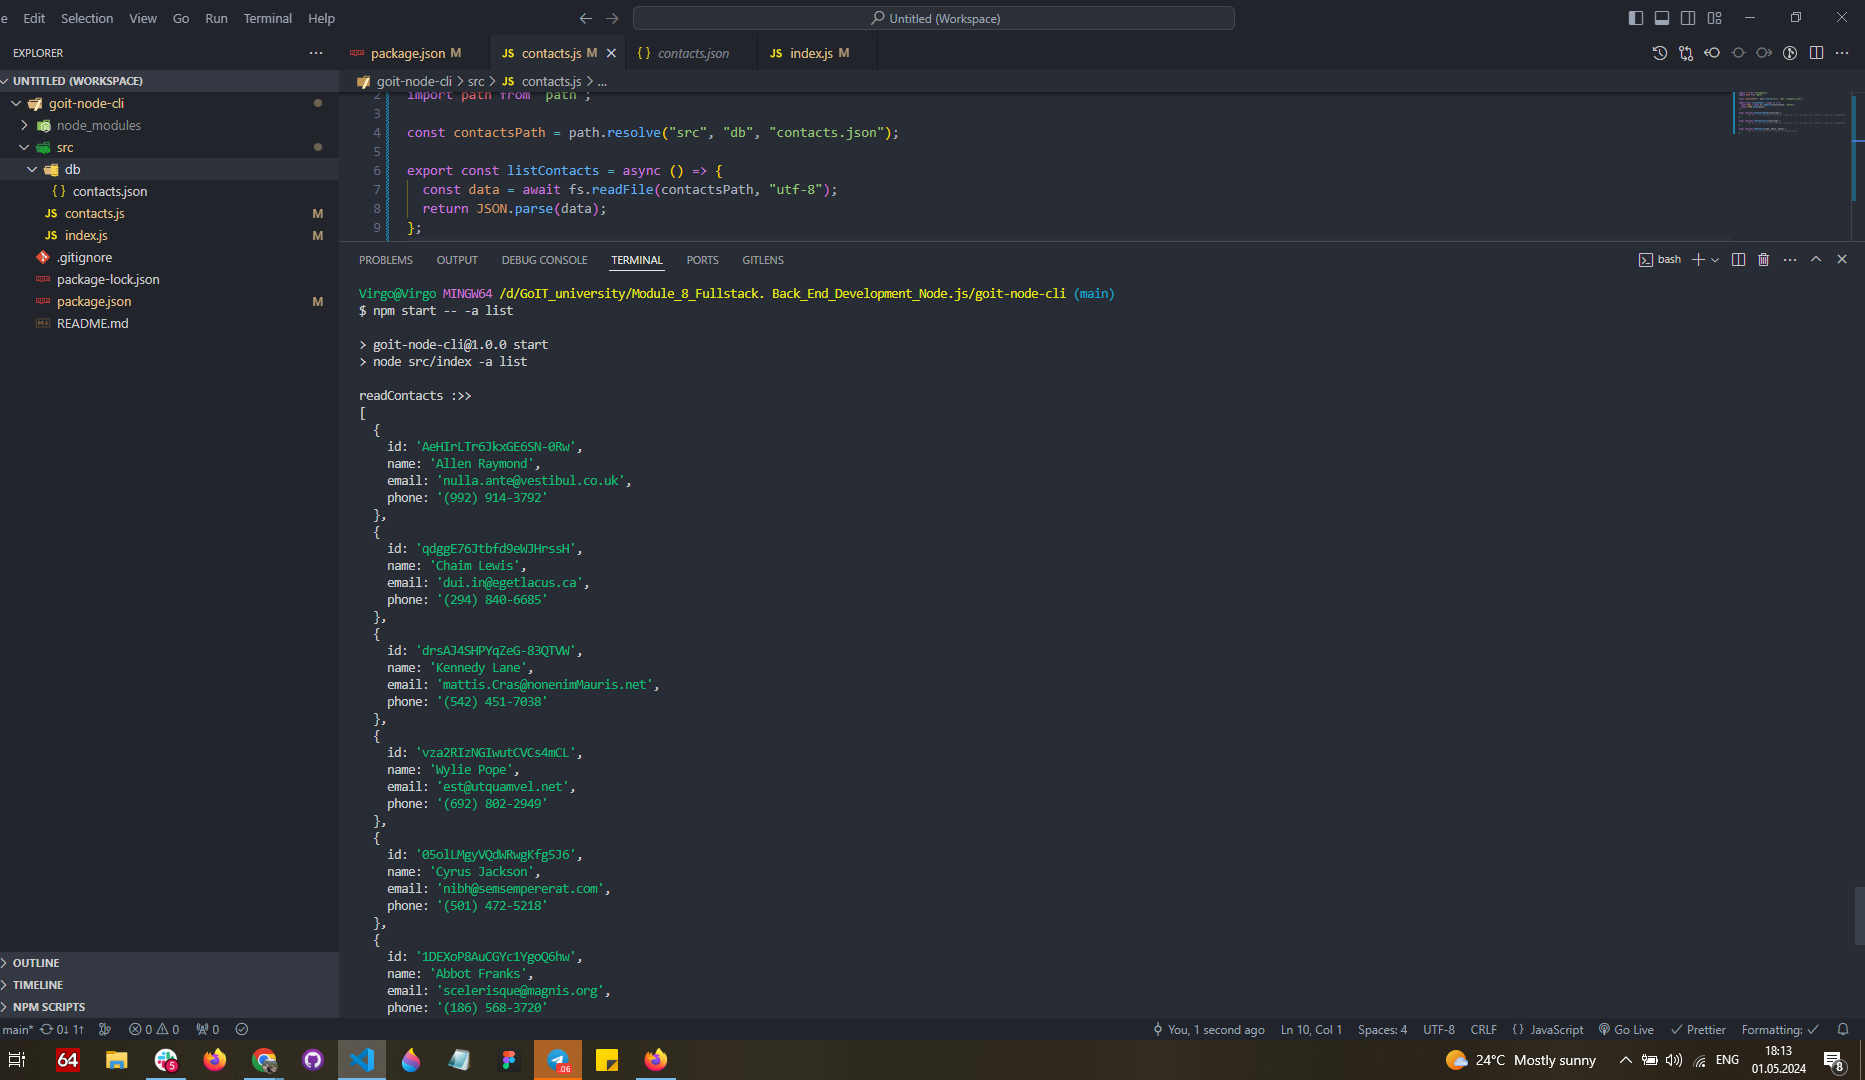 e Edit Selection View Go Run Terminal Help
Untitled (Workspace)
EXPLORER
package.json M
JS contacts.js M
{ } contacts.json
JS index.js M
UNTITLED (WORKSPACE)
goit-node-cli > src > JS contacts.js > ...
goit-node-cli
node_modules
src
db
{ } contacts.json
JS contacts.js M
JS index.js M
.gitignore
package-lock.json
package.json M
README.md
2 import path from "path";
3
4 const contactsPath = path.resolve("src", "db", "contacts.json");
5
6 export const listContacts = async () => {
7 const data = await fs.readFile(contactsPath, "utf-8");
8 return JSON.parse(data);
9 };
PROBLEMS OUTPUT DEBUG CONSOLE TERMINAL PORTS GITLENS
bash
Virgo@Virgo MINGW64 /d/GoIT_university/Module_8_Fullstack. Back_End_Development_Node.js/goit-node-cli (main)
$ npm start -- -a list
> goit-node-cli@1.0.0 start
> node src/index -a list
readContacts :>>
[
{
id: 'AeHIrLTr6JkxGE6SN-0Rw',
name: 'Allen Raymond',
email: 'nulla.ante@vestibul.co.uk',
phone: '(992) 914-3792'
},
{
id: 'qdggE76Jtbfd9eWJHrssH',
name: 'Chaim Lewis',
email: 'dui.in@egetlacus.ca',
phone: '(294) 840-6685'
},
{
id: 'drsAJ4SHPYqZeG-83QTVW',
name: 'Kennedy Lane',
email: 'mattis.Cras@nonenimMauris.net',
phone: '(542) 451-7038'
},
{
id: 'vza2RIzNGIwutCVCs4mCL',
name: 'Wylie Pope',
email: 'est@utquamvel.net',
phone: '(692) 802-2949'
},
{
id: '05olLMgyVQdWRwgKfg5J6',
name: 'Cyrus Jackson',
email: 'nibh@semsempererat.com',
phone: '(501) 472-5218'
},
{
id: '1DEXoP8AuCGYc1YgoQ6hw',
name: 'Abbot Franks',
email: 'scelerisque@magnis.org',
phone: '(186) 568-3720'
OUTLINE
TIMELINE
NPM SCRIPTS
main* 0↓ 1↑ 0 0 0
You, 1 second ago Ln 10, Col 1 Spaces: 4 UTF-8 CRLF { } JavaScript Go Live Prettier Formatting:
64
5
.06
24°C Mostly sunny
ENG
18:13
01.05.2024
8